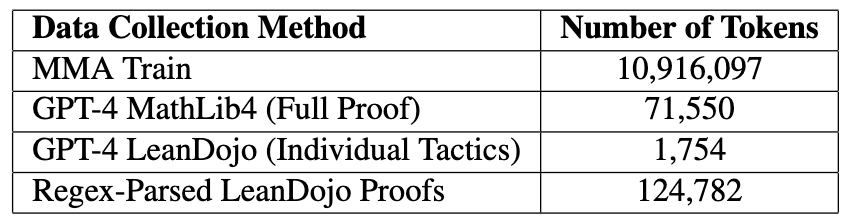 Data Collection Method Number of Tokens
MMA Train 10,916,097
GPT-4 MathLib4 (Full Proof) 71,550
GPT-4 LeanDojo (Individual Tactics) 1,754
Regex-Parsed LeanDojo Proofs 124,782